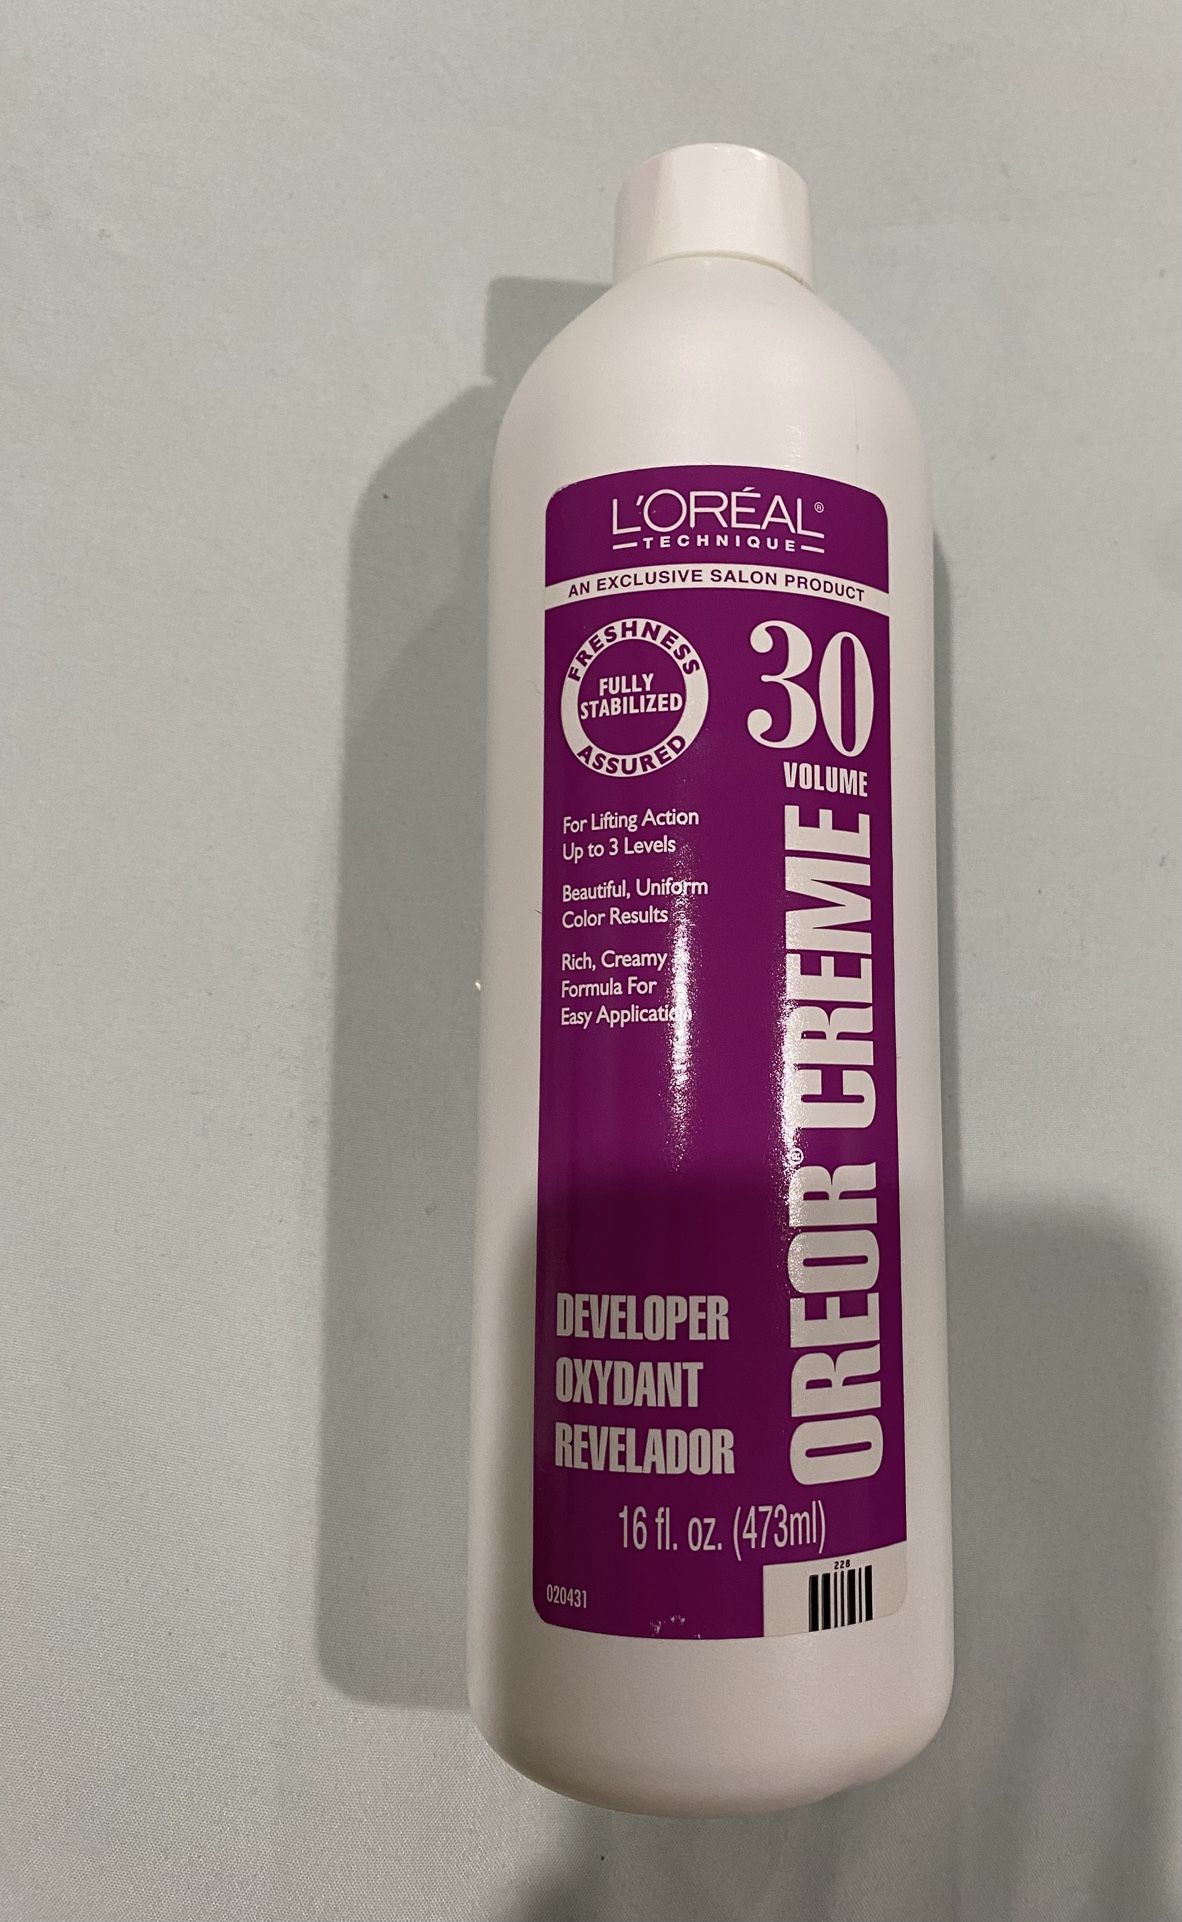 L'ORÉAL®
TECHNIQUE
AN EXCLUSIVE SALON PRODUCT
FRESHNESS
FULLY
STABILIZED
ASSURED
30
VOLUME
OREOR® CREME
For Lifting Action
Up to 3 Levels
Beautiful, Uniform
Color Results
Rich, Creamy
Formula For
Easy Application
DEVELOPER
OXYDANT
REVELADOR
16 fl. oz. (473ml)
228
020431